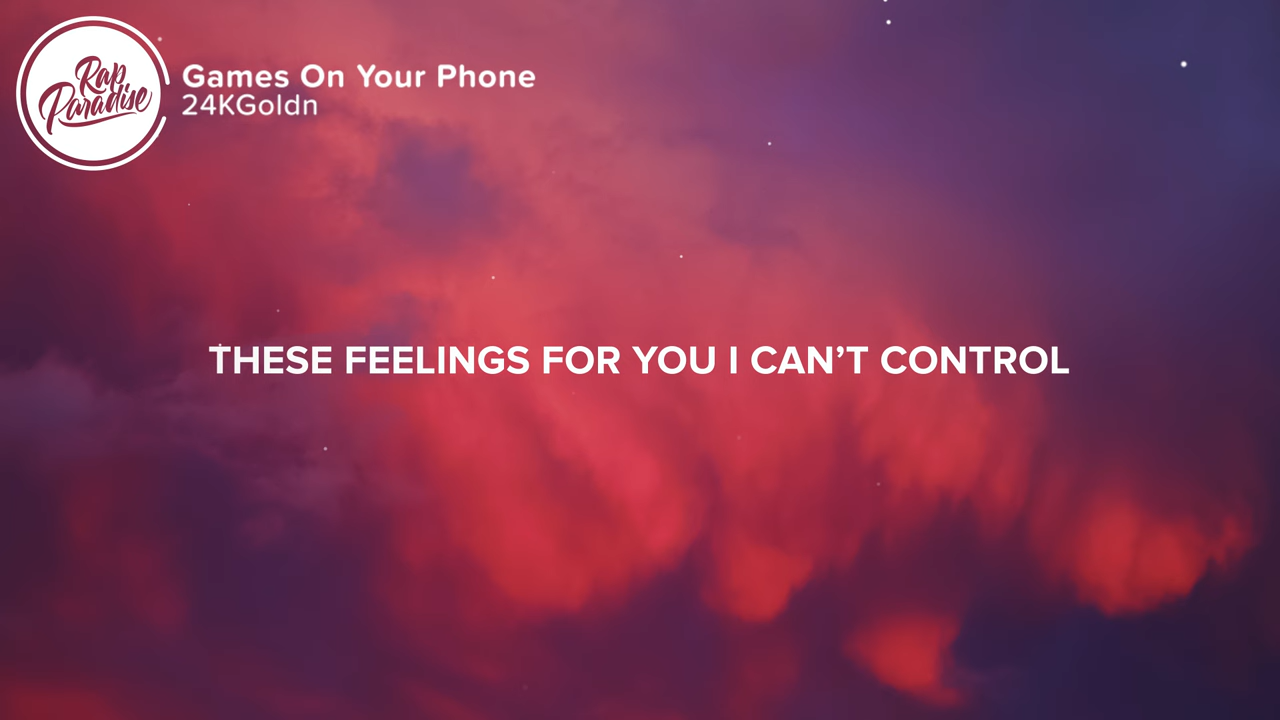 Rap
Paradise
Games On Your Phone
24KGoldn
THESE FEELINGS FOR YOU I CAN’T CONTROL